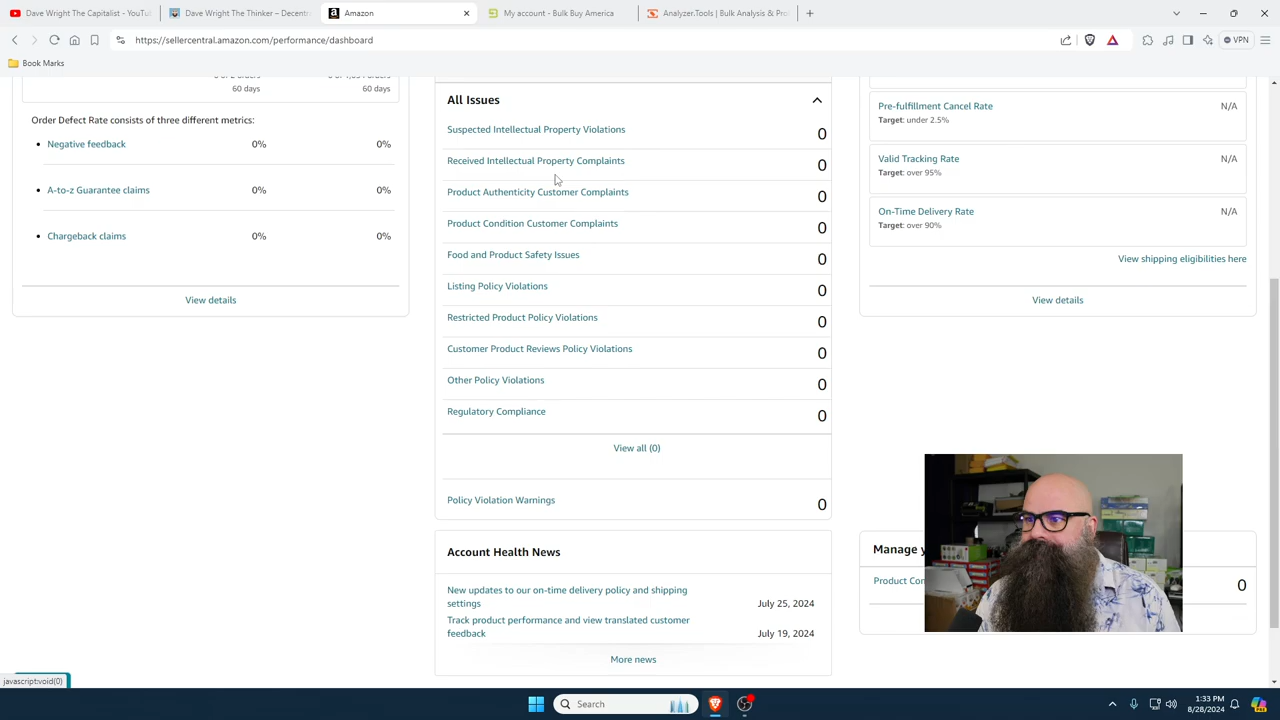 Dave Wright The Capitalist - YouTu
Dave Wright The Thinker – Decentr
Amazon
My account - Bulk Buy America
Analyzer.Tools | Bulk Analysis & Pro
https://sellercentral.amazon.com/performance/dashboard
VPN
Book Marks
60 days
60 days
Order Defect Rate consists of three different metrics:
Negative feedback 0% 0%
A-to-z Guarantee claims 0% 0%
Chargeback claims 0% 0%
View details
All Issues
Suspected Intellectual Property Violations 0
Received Intellectual Property Complaints 0
Product Authenticity Customer Complaints 0
Product Condition Customer Complaints 0
Food and Product Safety Issues 0
Listing Policy Violations 0
Restricted Product Policy Violations 0
Customer Product Reviews Policy Violations 0
Other Policy Violations 0
Regulatory Compliance 0
View all (0)
Policy Violation Warnings 0
Account Health News
New updates to our on-time delivery policy and shipping
settings
July 25, 2024
Track product performance and view translated customer
feedback
July 19, 2024
More news
Pre-fulfillment Cancel Rate N/A
Target: under 2.5%
Valid Tracking Rate N/A
Target: over 95%
On-Time Delivery Rate N/A
Target: over 90%
View shipping eligibilities here
View details
Manage y
Product Con 0
javascript:void(0)
Search
1:33 PM
8/28/2024